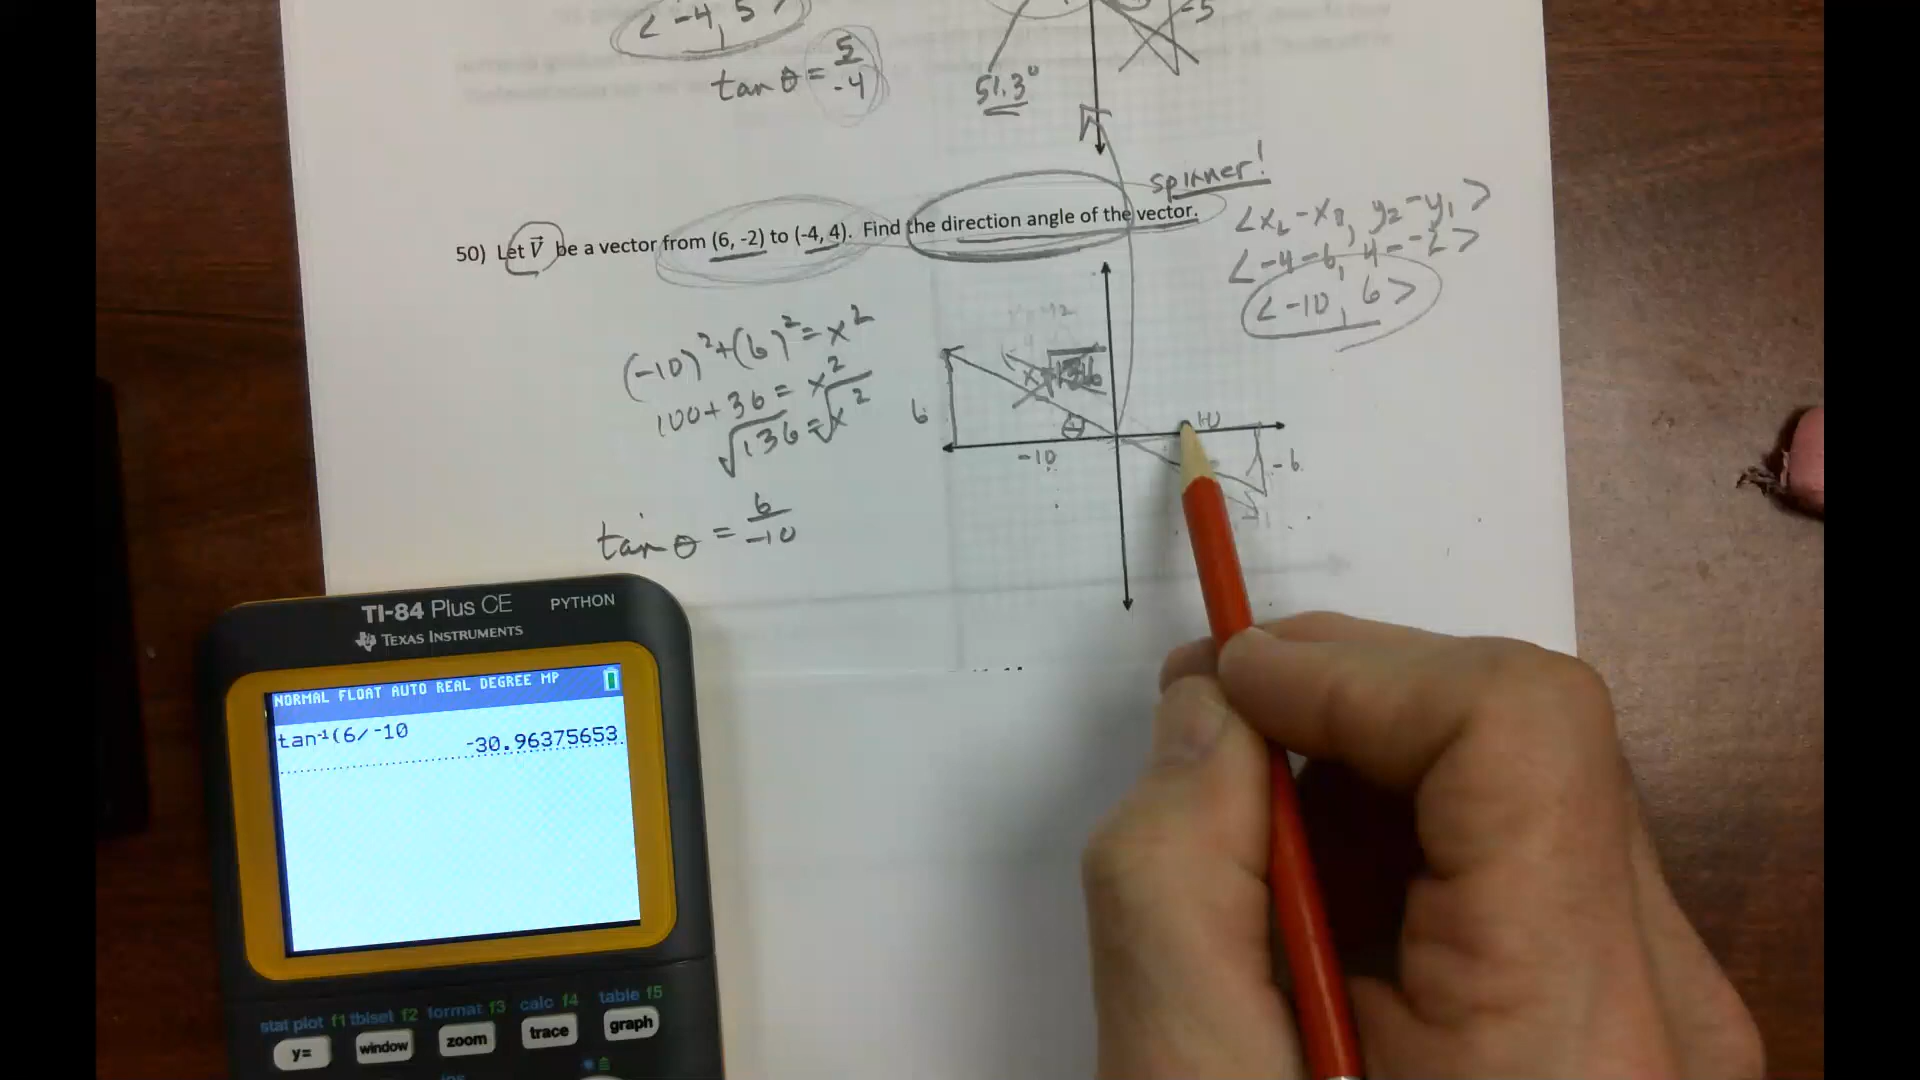 < -4, 5 >
-5
tan θ = 5/-4
51.3°
spinner!
50) Let V⃗ be a vector from (6, -2) to (-4, 4). Find the direction angle of the vector.
<x₂ - x₁, y₂ - y₁>
< -4 - 6, 4 - -2 >
< -10, 6 >
(-10)² + (6)² = x²
100 + 36 = x²
√136 = √x²
6
x
√136
θ
-10
10
-6
tan θ = 6/-10
TI-84 Plus CE PYTHON
TEXAS INSTRUMENTS
NORMAL FLOAT AUTO REAL DEGREE MP
tan⁻¹(6/-10
-30.96375653
stat plot f1 tblset f2 format f3 calc f4 table f5
y= window zoom trace graph